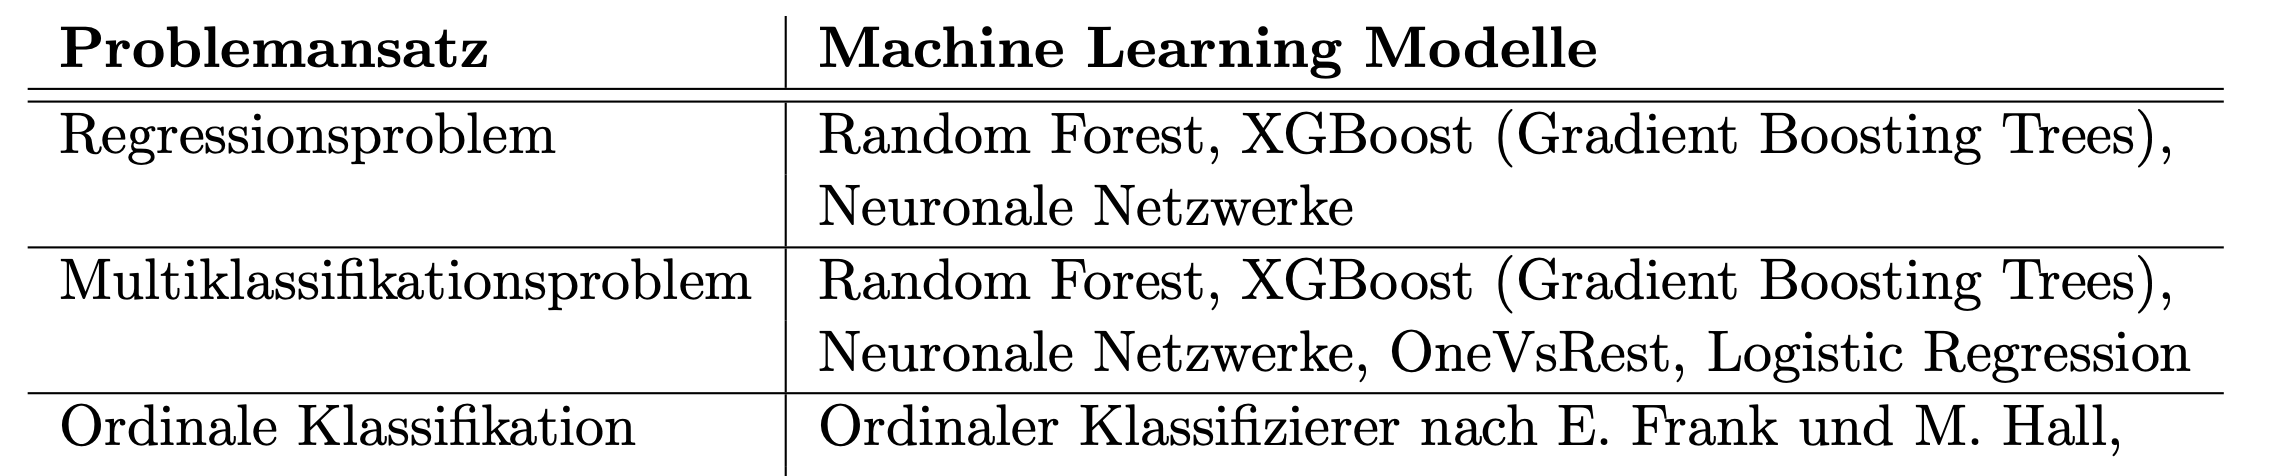 Problemansatz Machine Learning Modelle
Regressionsproblem Random Forest, XGBoost (Gradient Boosting Trees),
Neuronale Netzwerke
Multiklassifikationsproblem Random Forest, XGBoost (Gradient Boosting Trees),
Neuronale Netzwerke, OneVsRest, Logistic Regression
Ordinale Klassifikation Ordinaler Klassifizierer nach E. Frank und M. Hall,